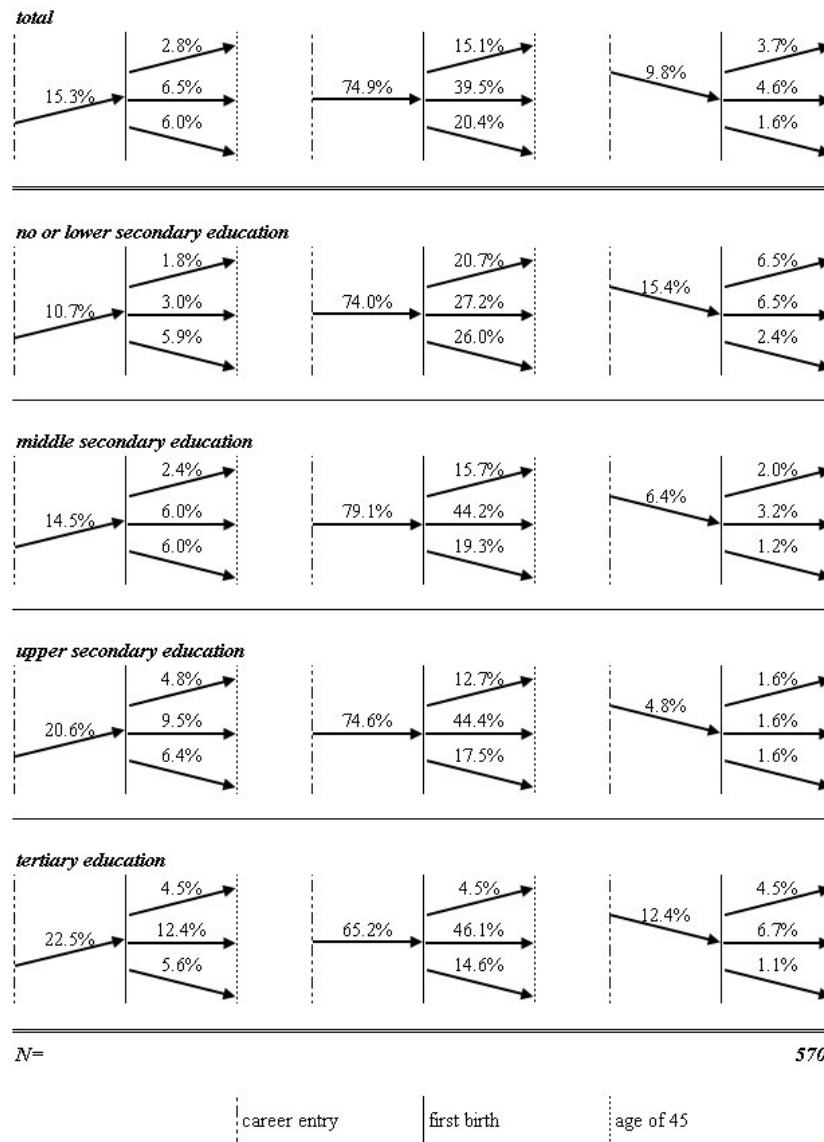 total
2.8% 15.1% 3.7%
15.3% 6.5% 74.9% 39.5% 9.8% 4.6%
6.0% 20.4% 1.6%
no or lower secondary education
1.8% 20.7% 6.5%
10.7% 3.0% 74.0% 27.2% 15.4% 6.5%
5.9% 26.0% 2.4%
middle secondary education
2.4% 15.7% 2.0%
14.5% 6.0% 79.1% 44.2% 6.4% 3.2%
6.0% 19.3% 1.2%
upper secondary education
4.8% 12.7% 1.6%
20.6% 9.5% 74.6% 44.4% 4.8% 1.6%
6.4% 17.5% 1.6%
tertiary education
4.5% 4.5% 4.5%
22.5% 12.4% 65.2% 46.1% 12.4% 6.7%
5.6% 14.6% 1.1%
N= 570
career entry first birth age of 45